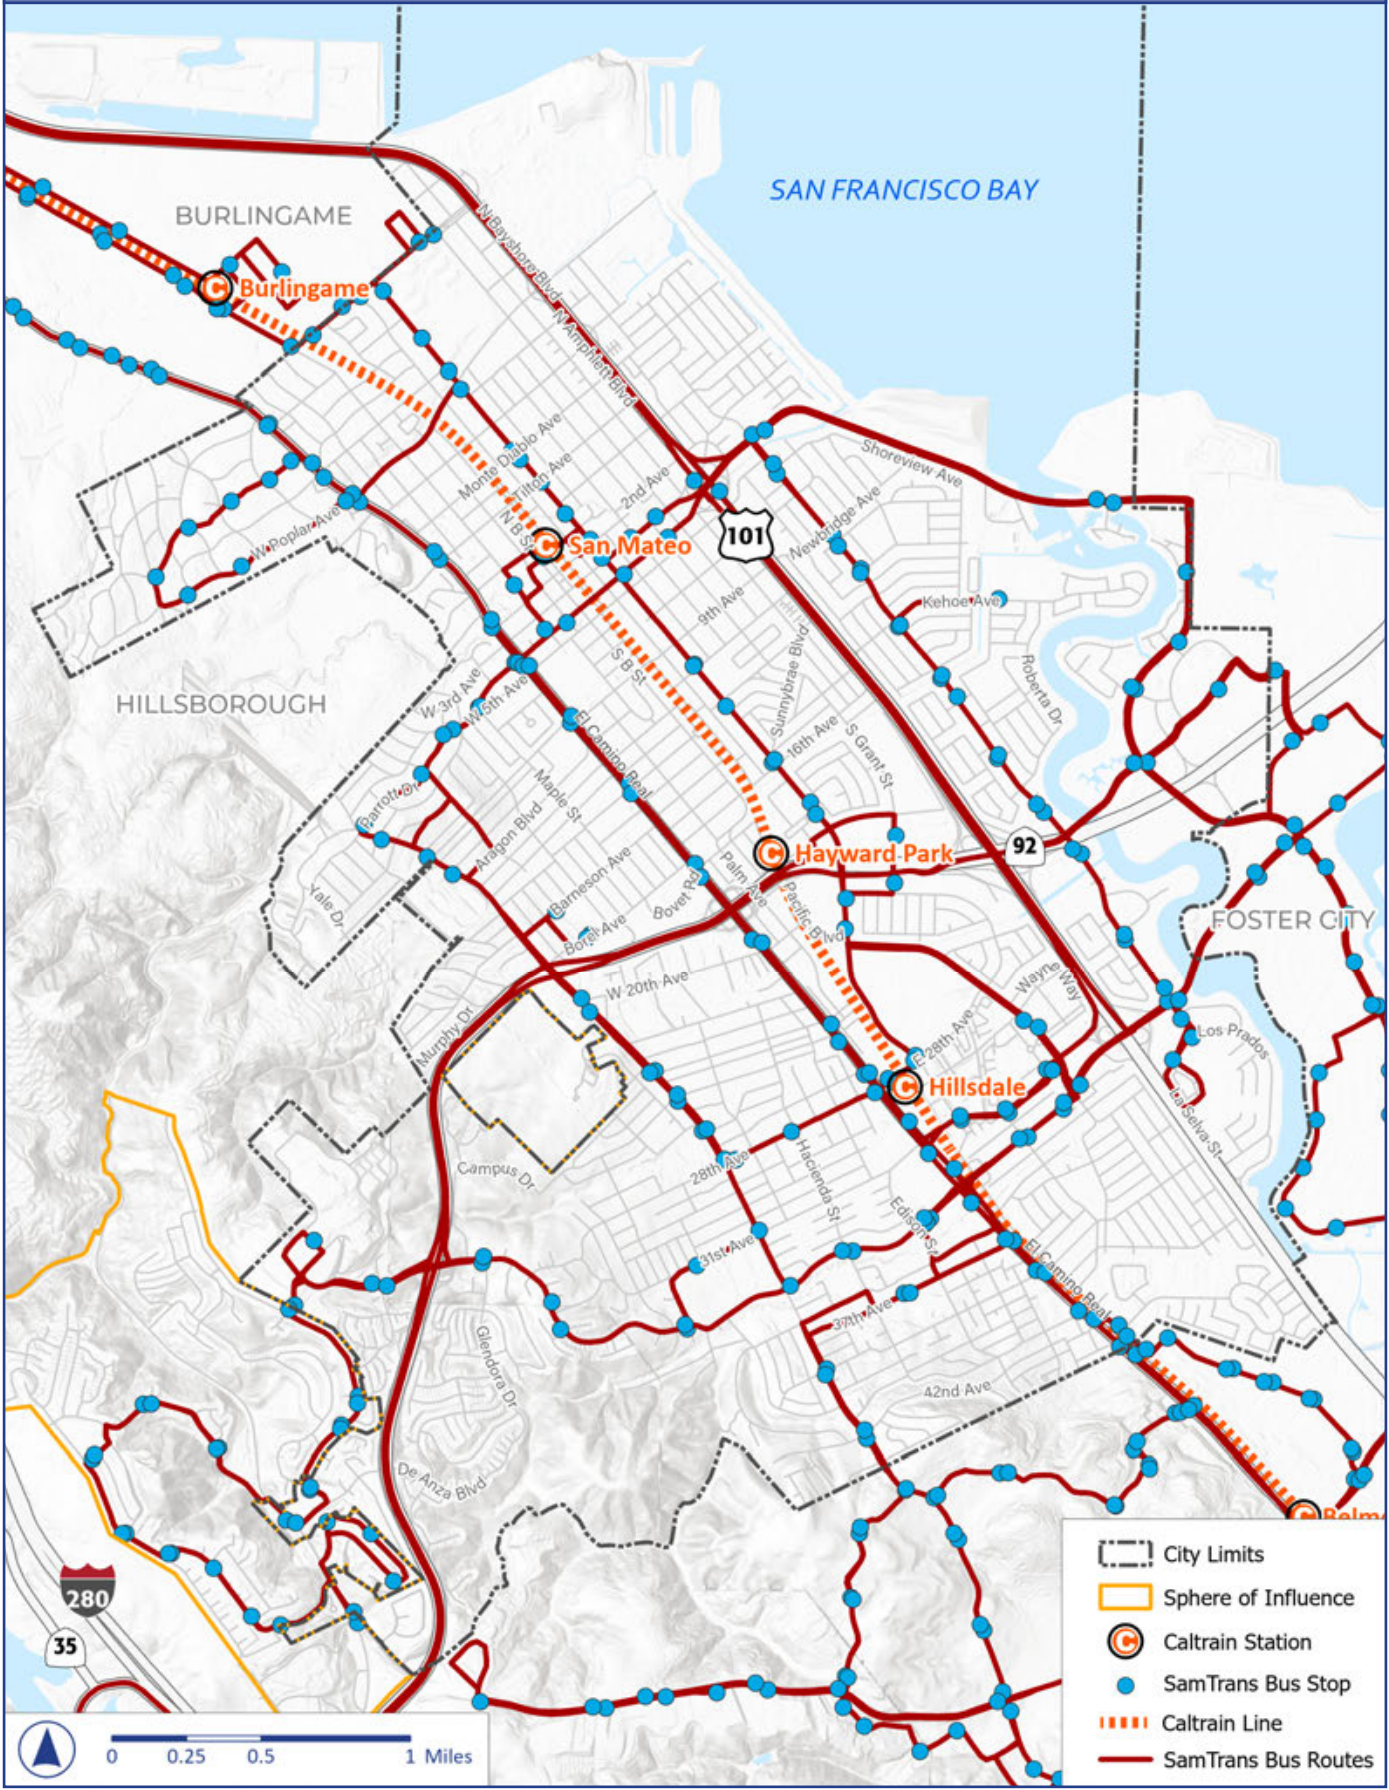 SAN FRANCISCO BAY
BURLINGAME
N Bayshore Blvd
Burlingame
N Amphlett Blvd
Monte Diablo Ave
Shoreview Ave
Tilton Ave
2nd Ave
N B St
W Poplar Ave
101
Newbridge Ave
San Mateo
9th Ave
Kehoe Ave
S B St
Sunnybrae Blvd
Roberta Dr
W 3rd Ave
W 5th Ave
HILLSBOROUGH
El Camino Real
16th Ave
S Grant St
Maple St
Parrott Dr
Aragon Blvd
Hayward Park
92
Barneson Ave
Bovet Rd
Palm Ave
Pacific Blvd
Yale Dr
Borel Ave
FOSTER CITY
W 20th Ave
Wayne Way
Murphy Dr
E 28th Ave
Los Prados
Hillsdale
La Selva St
Campus Dr
28th Ave
Hacienda St
Edison St
31st Ave
El Camino Real
37th Ave
Glendora Dr
42nd Ave
De Anza Blvd
Belm
280
35
City Limits
Sphere of Influence
Caltrain Station
SamTrans Bus Stop
Caltrain Line
SamTrans Bus Routes
0 0.25 0.5 1 Miles